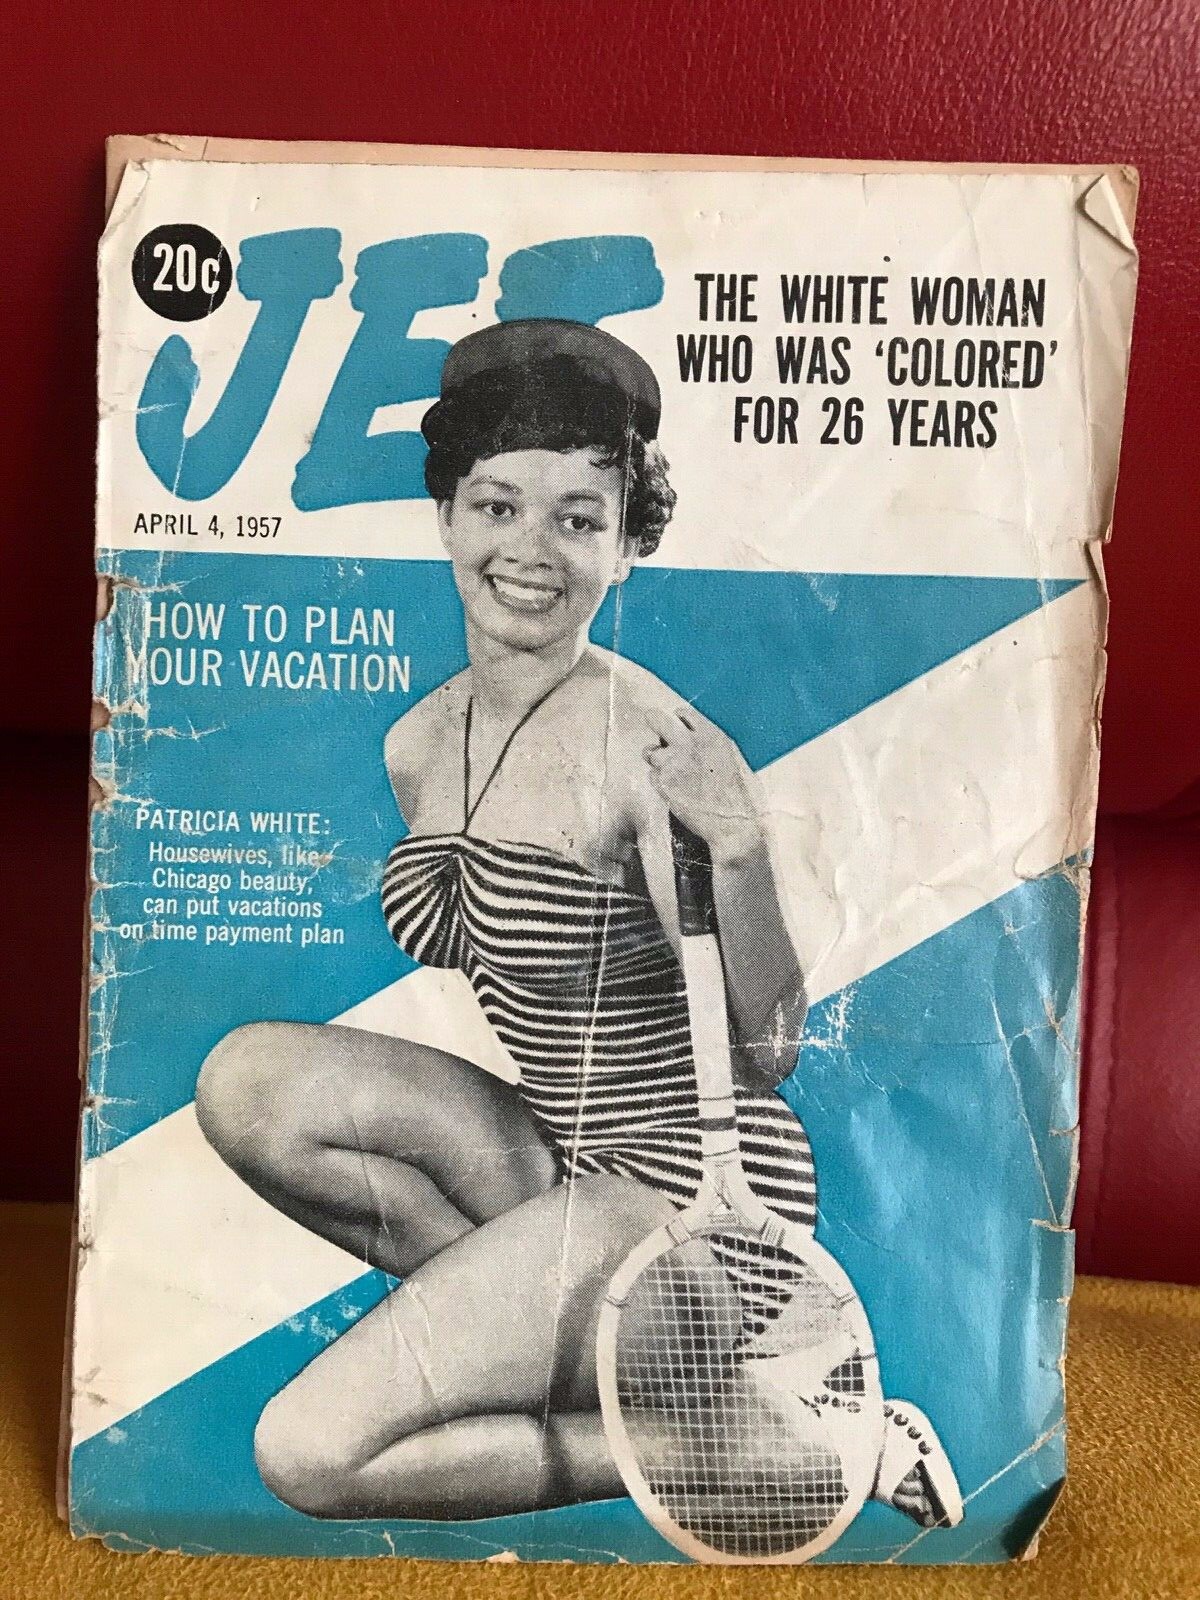 20¢
JET
THE WHITE WOMAN
WHO WAS ‘COLORED’
FOR 26 YEARS
APRIL 4, 1957
HOW TO PLAN
YOUR VACATION
PATRICIA WHITE:
Housewives, like
Chicago beauty,
can put vacations
on time payment plan